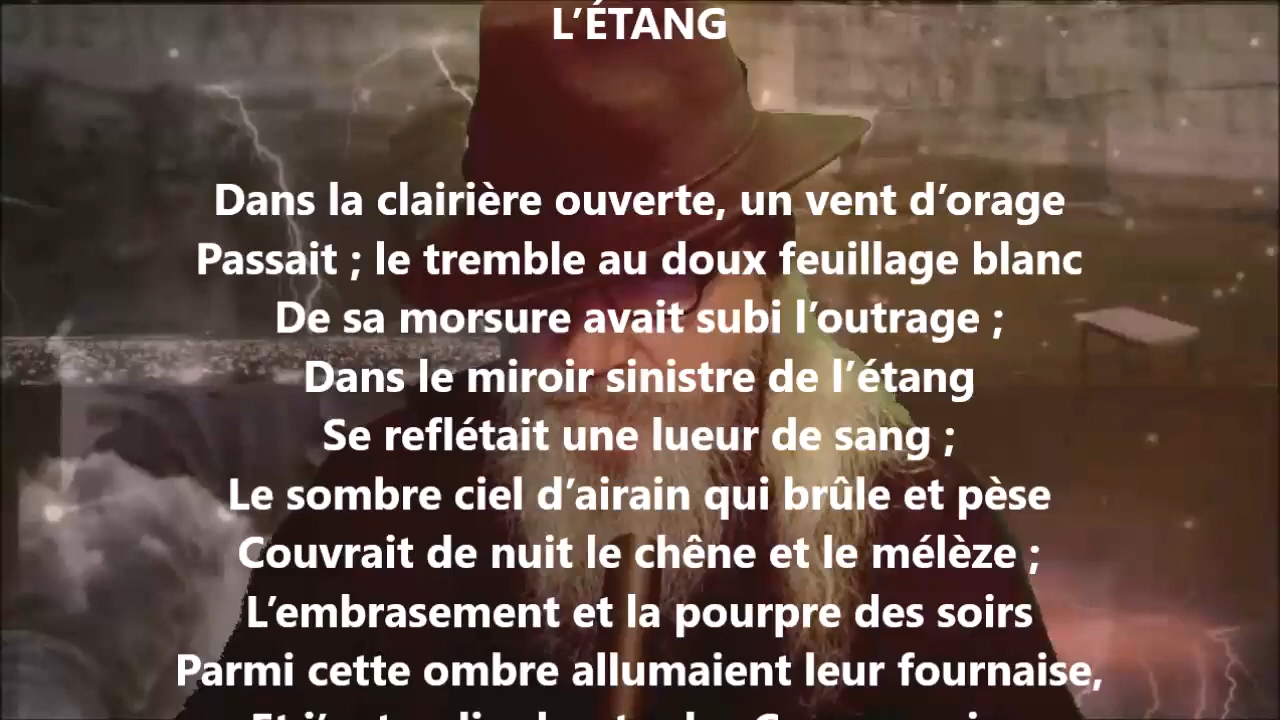 L’ÉTANG
Dans la clairière ouverte, un vent d’orage
Passait ; le tremble au doux feuillage blanc
De sa morsure avait subi l’outrage ;
Dans le miroir sinistre de l’étang
Se reflétait une lueur de sang ;
Le sombre ciel d’airain qui brûle et pèse
Couvrait de nuit le chêne et le mélèze ;
L’embrasement et la pourpre des soirs
Parmi cette ombre allumaient leur fournaise,